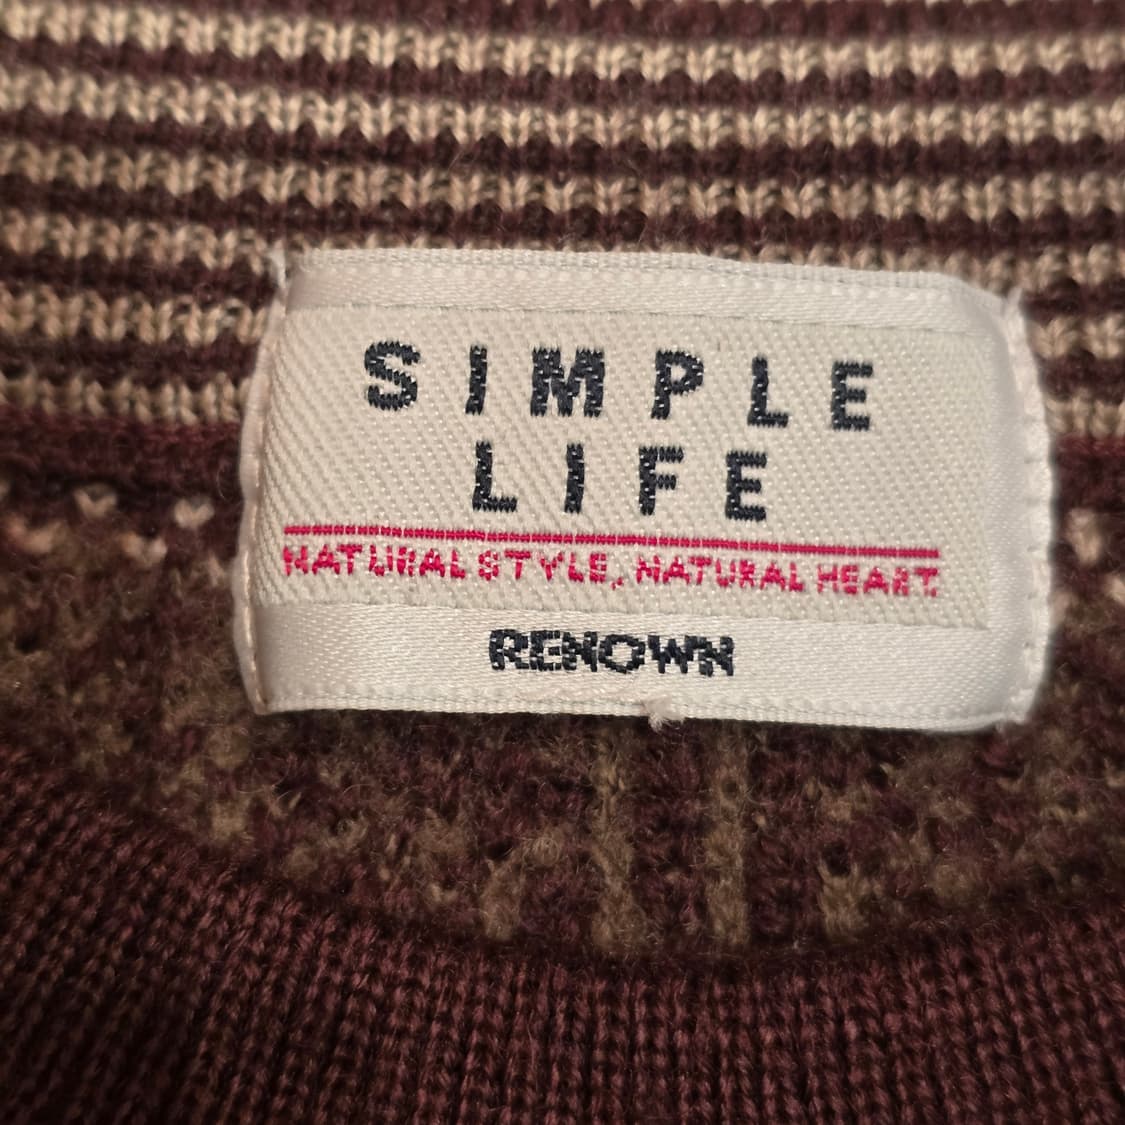 SIMPLE
LIFE
NATURAL STYLE, NATURAL HEART.
RENOWN